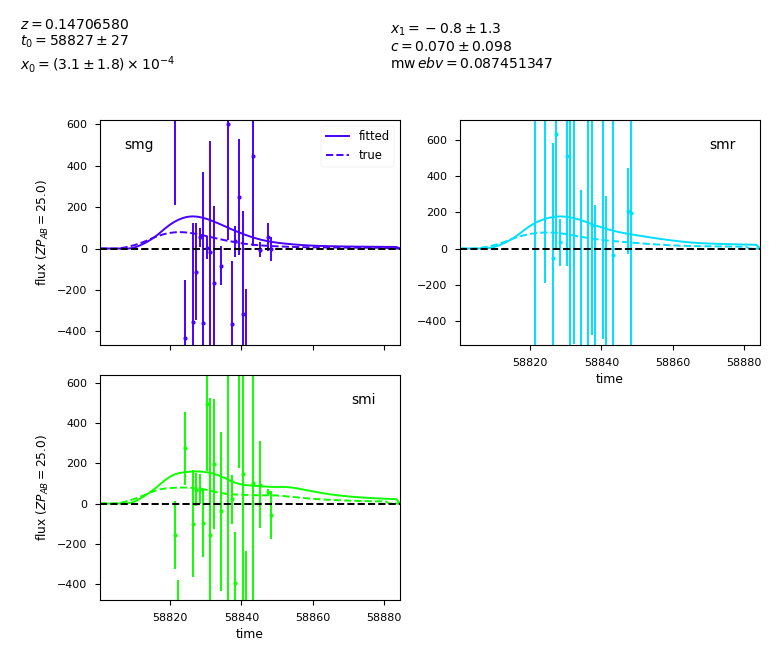 z = 0.14706580
t0 = 58827 ± 27
x0 = (3.1 ± 1.8) × 10^−4
x1 = −0.8 ± 1.3
c = 0.070 ± 0.098
mw ebv = 0.087451347
600
400
200
0
−200
−400
flux (ZP_AB = 25.0)
smg
fitted
true
600
400
200
0
−200
−400
smr
58820
58840
58860
58880
time
600
400
200
0
−200
−400
flux (ZP_AB = 25.0)
smi
58820
58840
58860
58880
time